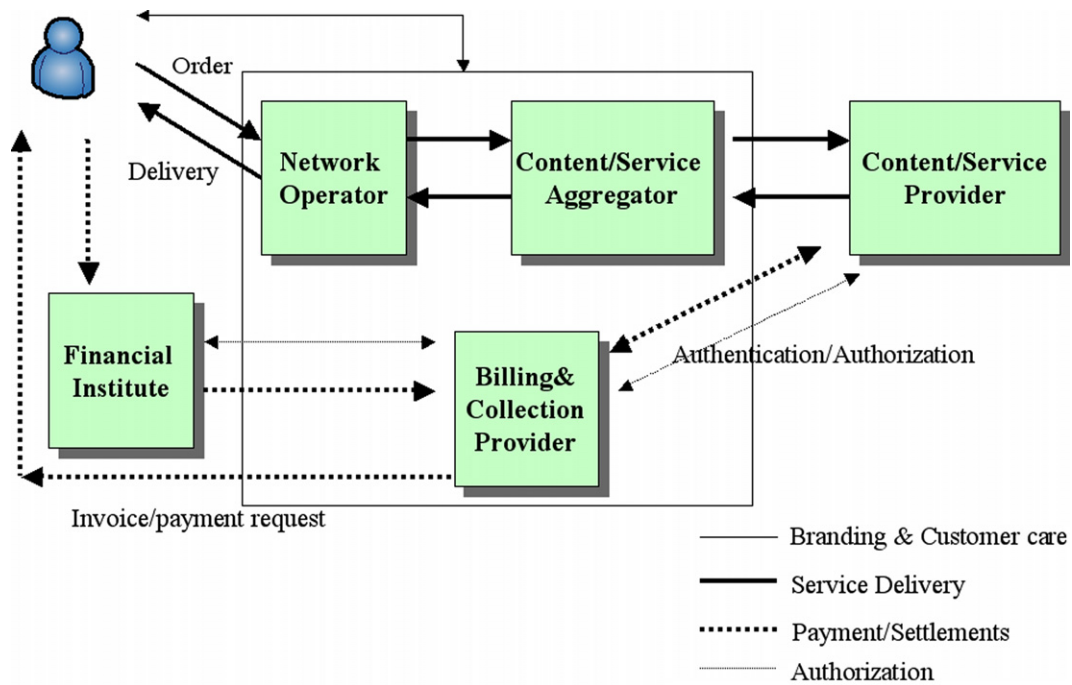 Order
Delivery
Network
Operator
Content/Service
Aggregator
Content/Service
Provider
Financial
Institute
Billing&
Collection
Provider
Authentication/Authorization
Invoice/payment request
Branding & Customer care
Service Delivery
Payment/Settlements
Authorization